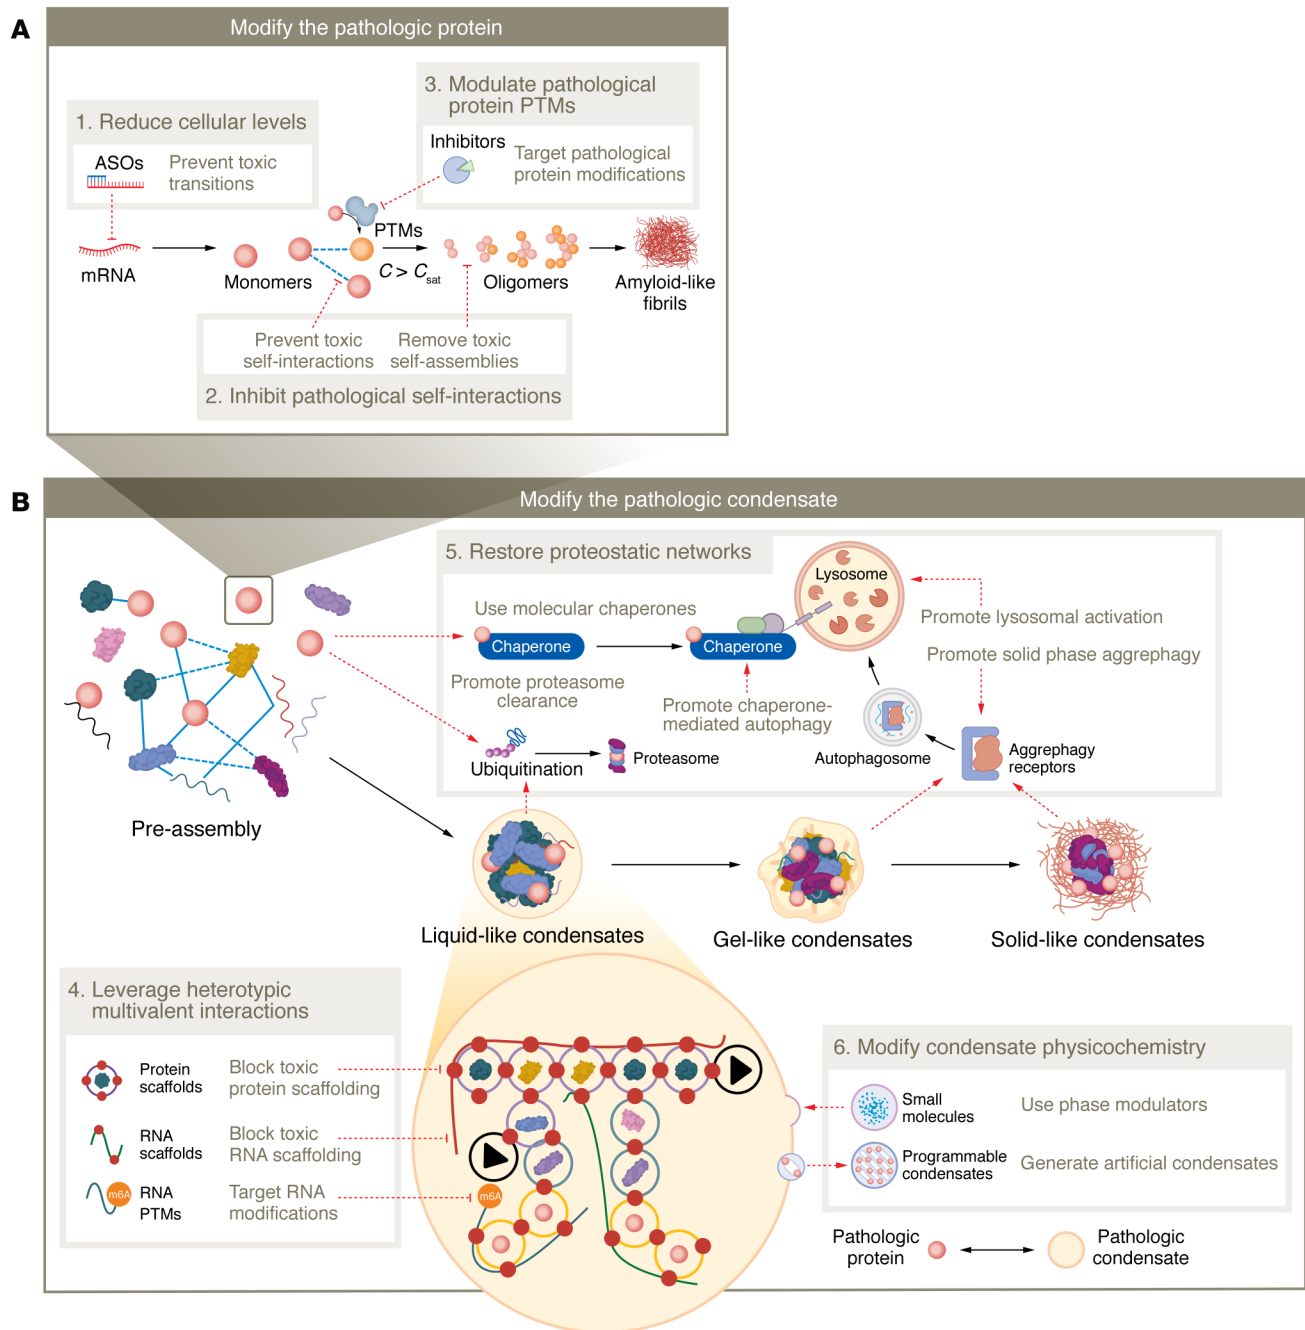 A
Modify the pathologic protein
1. Reduce cellular levels
ASOs
Prevent toxic
transitions
3. Modulate pathological
protein PTMs
Inhibitors
Target pathological
protein modifications
PTMs
C > Csat
mRNA
Monomers
Oligomers
Amyloid-like
fibrils
Prevent toxic
self-interactions
Remove toxic
self-assemblies
2. Inhibit pathological self-interactions
B
Modify the pathologic condensate
5. Restore proteostatic networks
Lysosome
Use molecular chaperones
Chaperone
Chaperone
Promote lysosomal activation
Promote solid phase aggrephagy
Promote proteasome
clearance
Promote chaperone-
mediated autophagy
Ubiquitination
Proteasome
Autophagosome
Aggrephagy
receptors
Pre-assembly
Liquid-like condensates
Gel-like condensates
Solid-like condensates
4. Leverage heterotypic
multivalent interactions
Protein
scaffolds
Block toxic
protein scaffolding
RNA
scaffolds
Block toxic
RNA scaffolding
m6A
RNA
PTMs
Target RNA
modifications
m6A
6. Modify condensate physicochemistry
Small
molecules
Use phase modulators
Programmable
condensates
Generate artificial condensates
Pathologic
protein
Pathologic
condensate